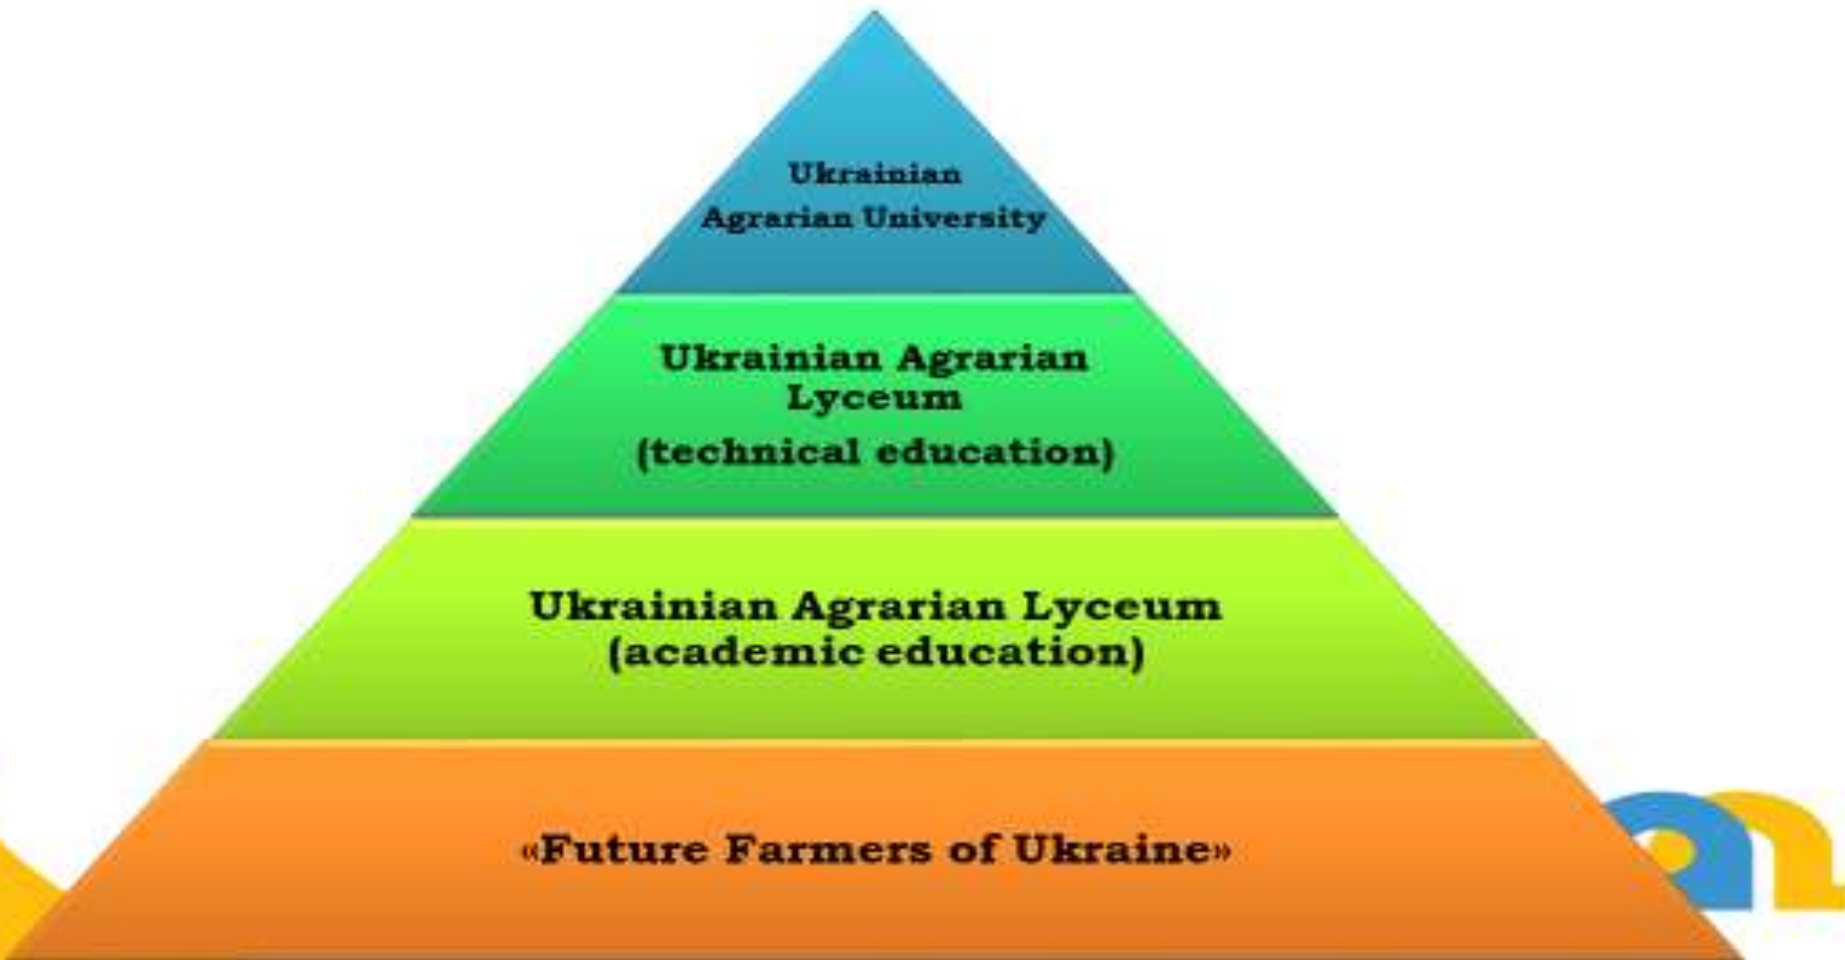 Ukrainian
Agrarian University
Ukrainian Agrarian
Lyceum
(technical education)
Ukrainian Agrarian Lyceum
(academic education)
«Future Farmers of Ukraine»